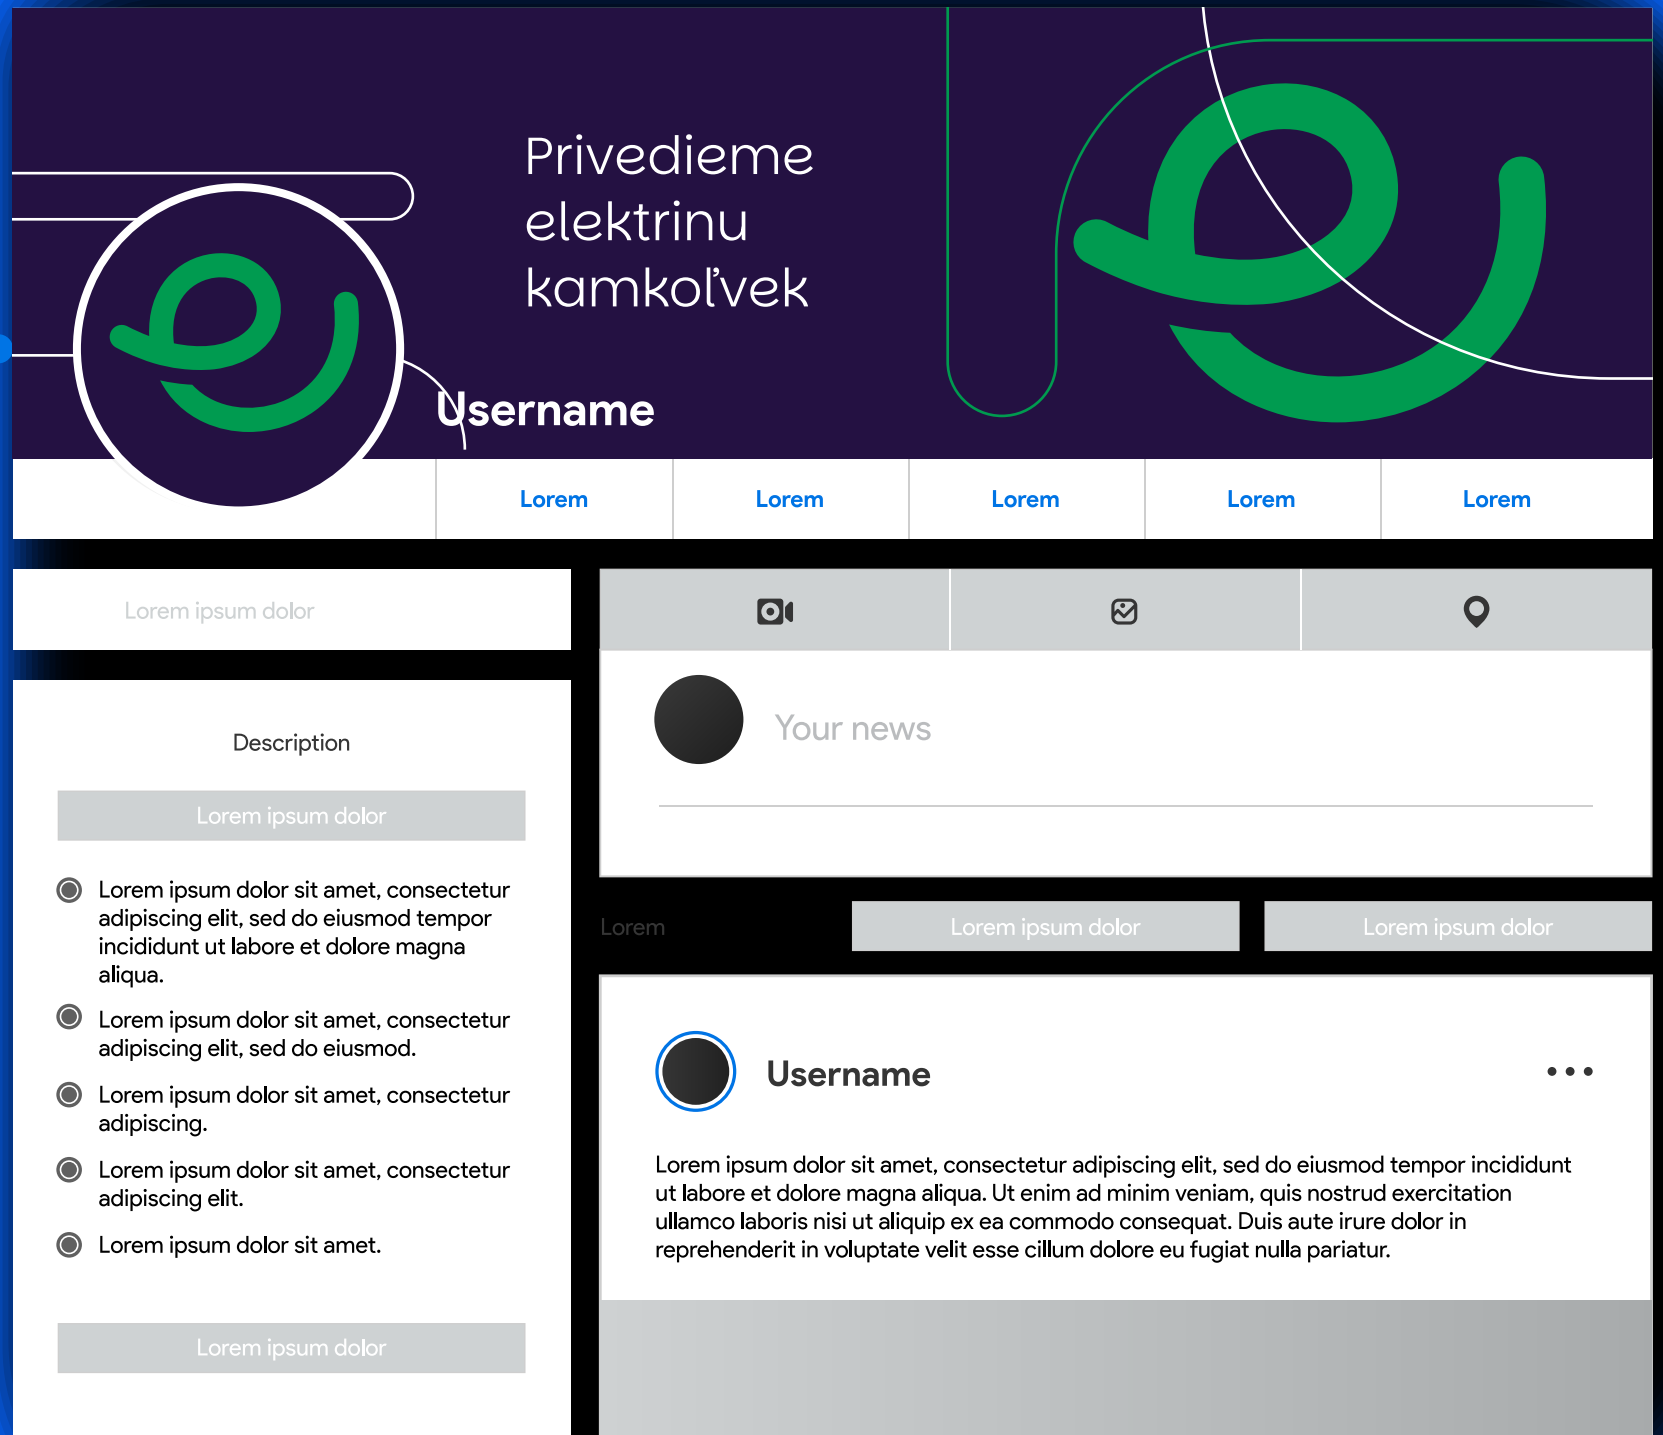 Privedieme
elektrinu
kamkoľvek
Username
Lorem Lorem Lorem Lorem Lorem
Lorem ipsum dolor
Description
Lorem ipsum dolor
Lorem ipsum dolor sit amet, consectetur
adipiscing elit, sed do eiusmod tempor
incididunt ut labore et dolore magna
aliqua.
Lorem ipsum dolor sit amet, consectetur
adipiscing elit, sed do eiusmod.
Lorem ipsum dolor sit amet, consectetur
adipiscing.
Lorem ipsum dolor sit amet, consectetur
adipiscing elit.
Lorem ipsum dolor sit amet.
Lorem ipsum dolor
Your news
Lorem
Lorem ipsum dolor
Lorem ipsum dolor
Username
Lorem ipsum dolor sit amet, consectetur adipiscing elit, sed do eiusmod tempor incididunt
ut labore et dolore magna aliqua. Ut enim ad minim veniam, quis nostrud exercitation
ullamco laboris nisi ut aliquip ex ea commodo consequat. Duis aute irure dolor in
reprehenderit in voluptate velit esse cillum dolore eu fugiat nulla pariatur.